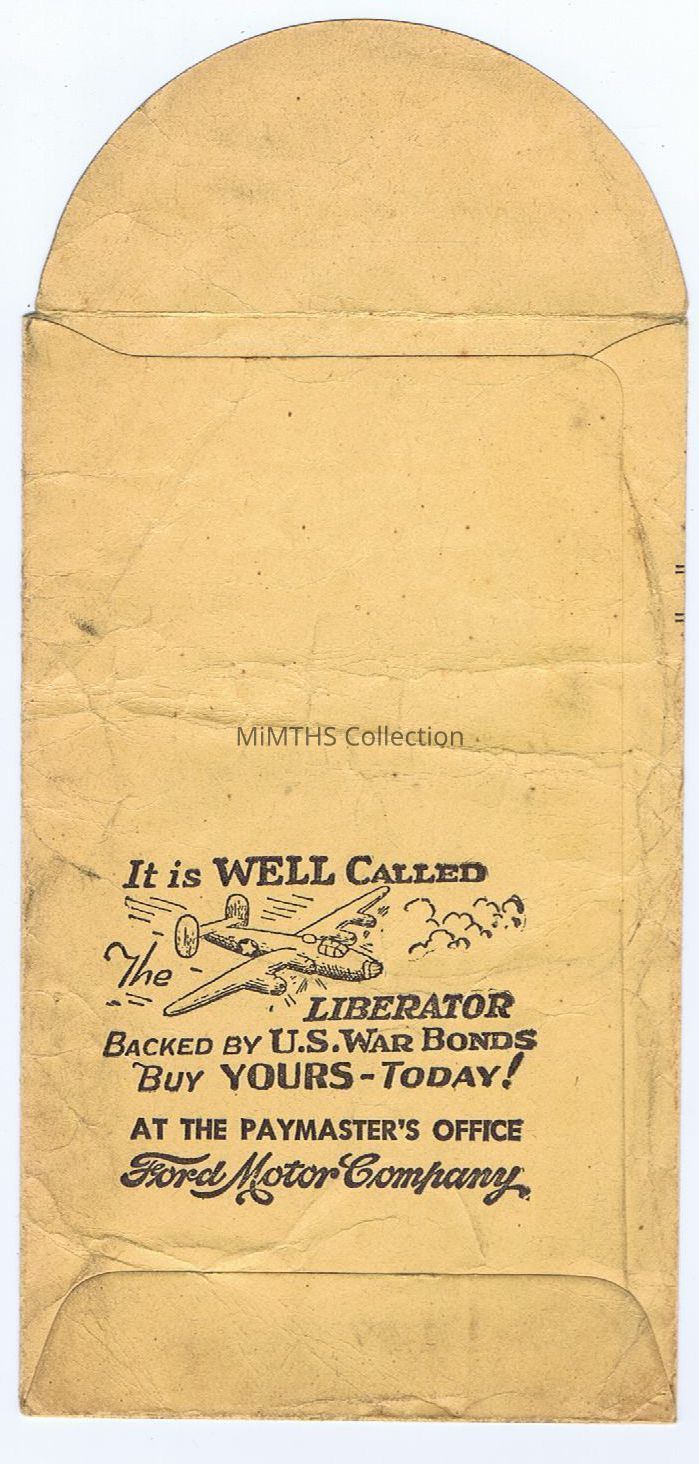 MiMTHS Collection
It is WELL CALLED
The
LIBERATOR
BACKED BY U.S. WAR BONDS
BUY YOURS - TODAY!
AT THE PAYMASTER'S OFFICE
Ford Motor Company